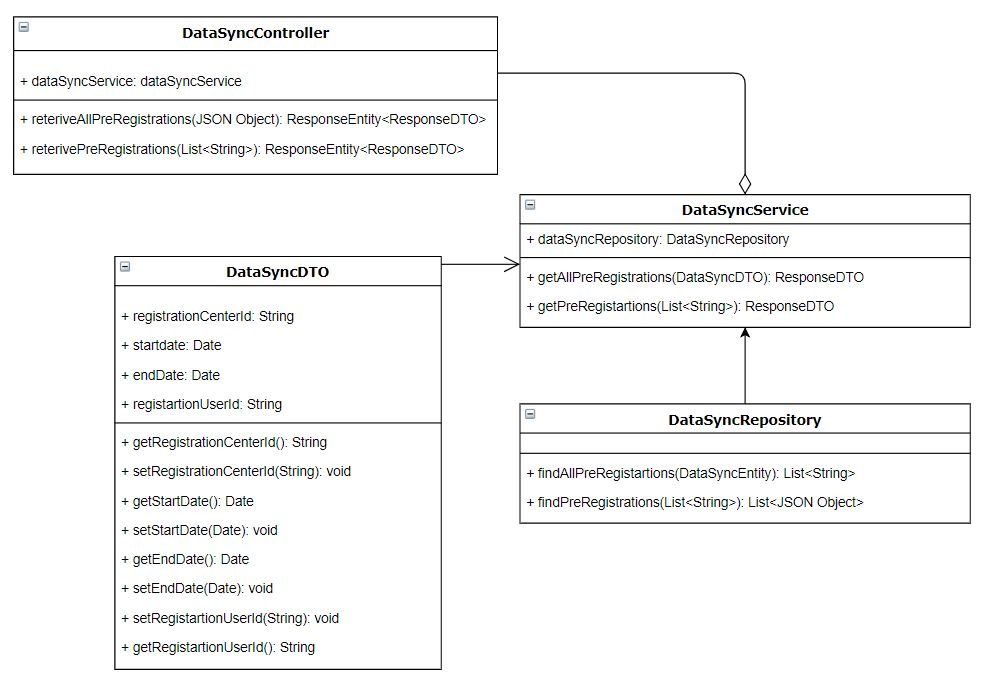 DataSyncController
+ dataSyncService: dataSyncService
+ reteriveAllPreRegistrations(JSON Object): ResponseEntity<ResponseDTO>
+ reterivePreRegistrations(List<String>): ResponseEntity<ResponseDTO>
DataSyncService
+ dataSyncRepository: DataSyncRepository
+ getAllPreRegistrations(DataSyncDTO): ResponseDTO
+ getPreRegistartions(List<String>): ResponseDTO
DataSyncDTO
+ registrationCenterId: String
+ startdate: Date
+ endDate: Date
+ registartionUserId: String
+ getRegistrationCenterId(): String
+ setRegistrationCenterId(String): void
+ getStartDate(): Date
+ setStartDate(Date): void
+ getEndDate(): Date
+ setEndDate(Date): void
+ setRegistartionUserId(String): void
+ getRegistartionUserId(): String
DataSyncRepository
+ findAllPreRegistartions(DataSyncEntity): List<String>
+ findPreRegistrations(List<String>): List<JSON Object>